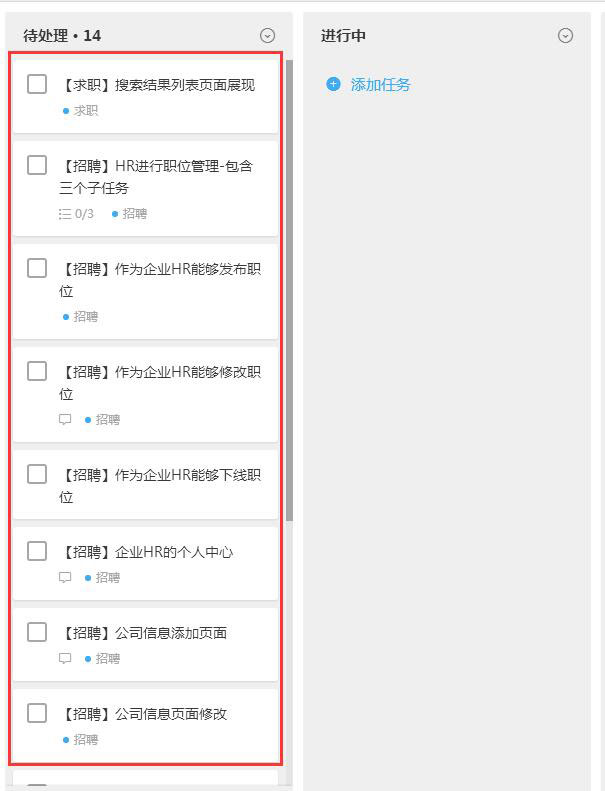 待处理 · 14
【求职】搜索结果列表页面展现
求职
【招聘】HR进行职位管理-包含
三个子任务
0/3 招聘
【招聘】作为企业HR能够发布职
位
招聘
【招聘】作为企业HR能够修改职
位
招聘
【招聘】作为企业HR能够下线职
位
【招聘】企业HR的个人中心
招聘
【招聘】公司信息添加页面
招聘
【招聘】公司信息页面修改
招聘
进行中
添加任务